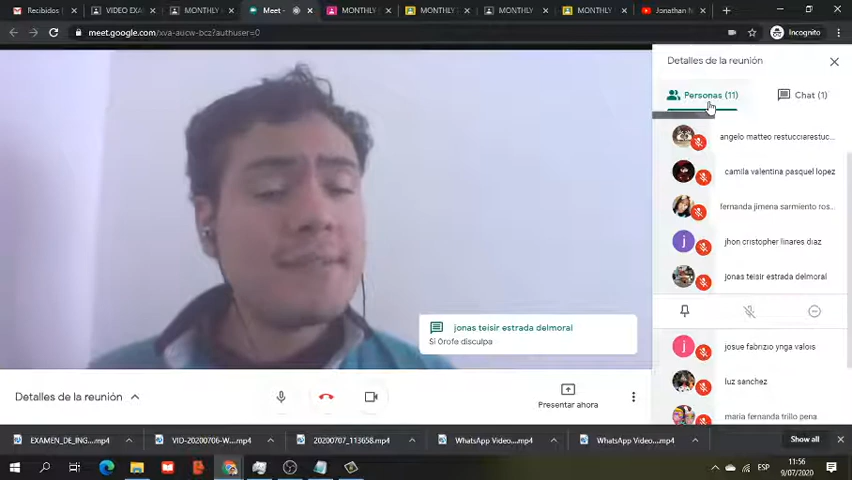 Recibidos (
VIDEO EXA
MONTHLY
Meet -
MONTHLY
MONTHLY
MONTHLY
MONTHLY
Jonathan N
meet.google.com/xva-aucw-bcz?authuser=0
Incognito
Detalles de la reunión
Personas (11)
Chat (1)
angelo matteo restucciarestuc...
camila valentina pasquel lopez
fernanda jimena sarmiento ros...
jhon cristopher linares diaz
j
jonas teisir estrada delmoral
jonas teisir estrada delmoral
Si 0rofe disculpa
josue fabrizio ynga valois
j
luz sanchez
maria fernanda trillo pena
Detalles de la reunión
Presentar ahora
EXAMEN_DE_ING....mp4
VID-20200706-W....mp4
20200707_113658.mp4
WhatsApp Video....mp4
WhatsApp Video....mp4
Show all
ESP
11:56
9/07/2020